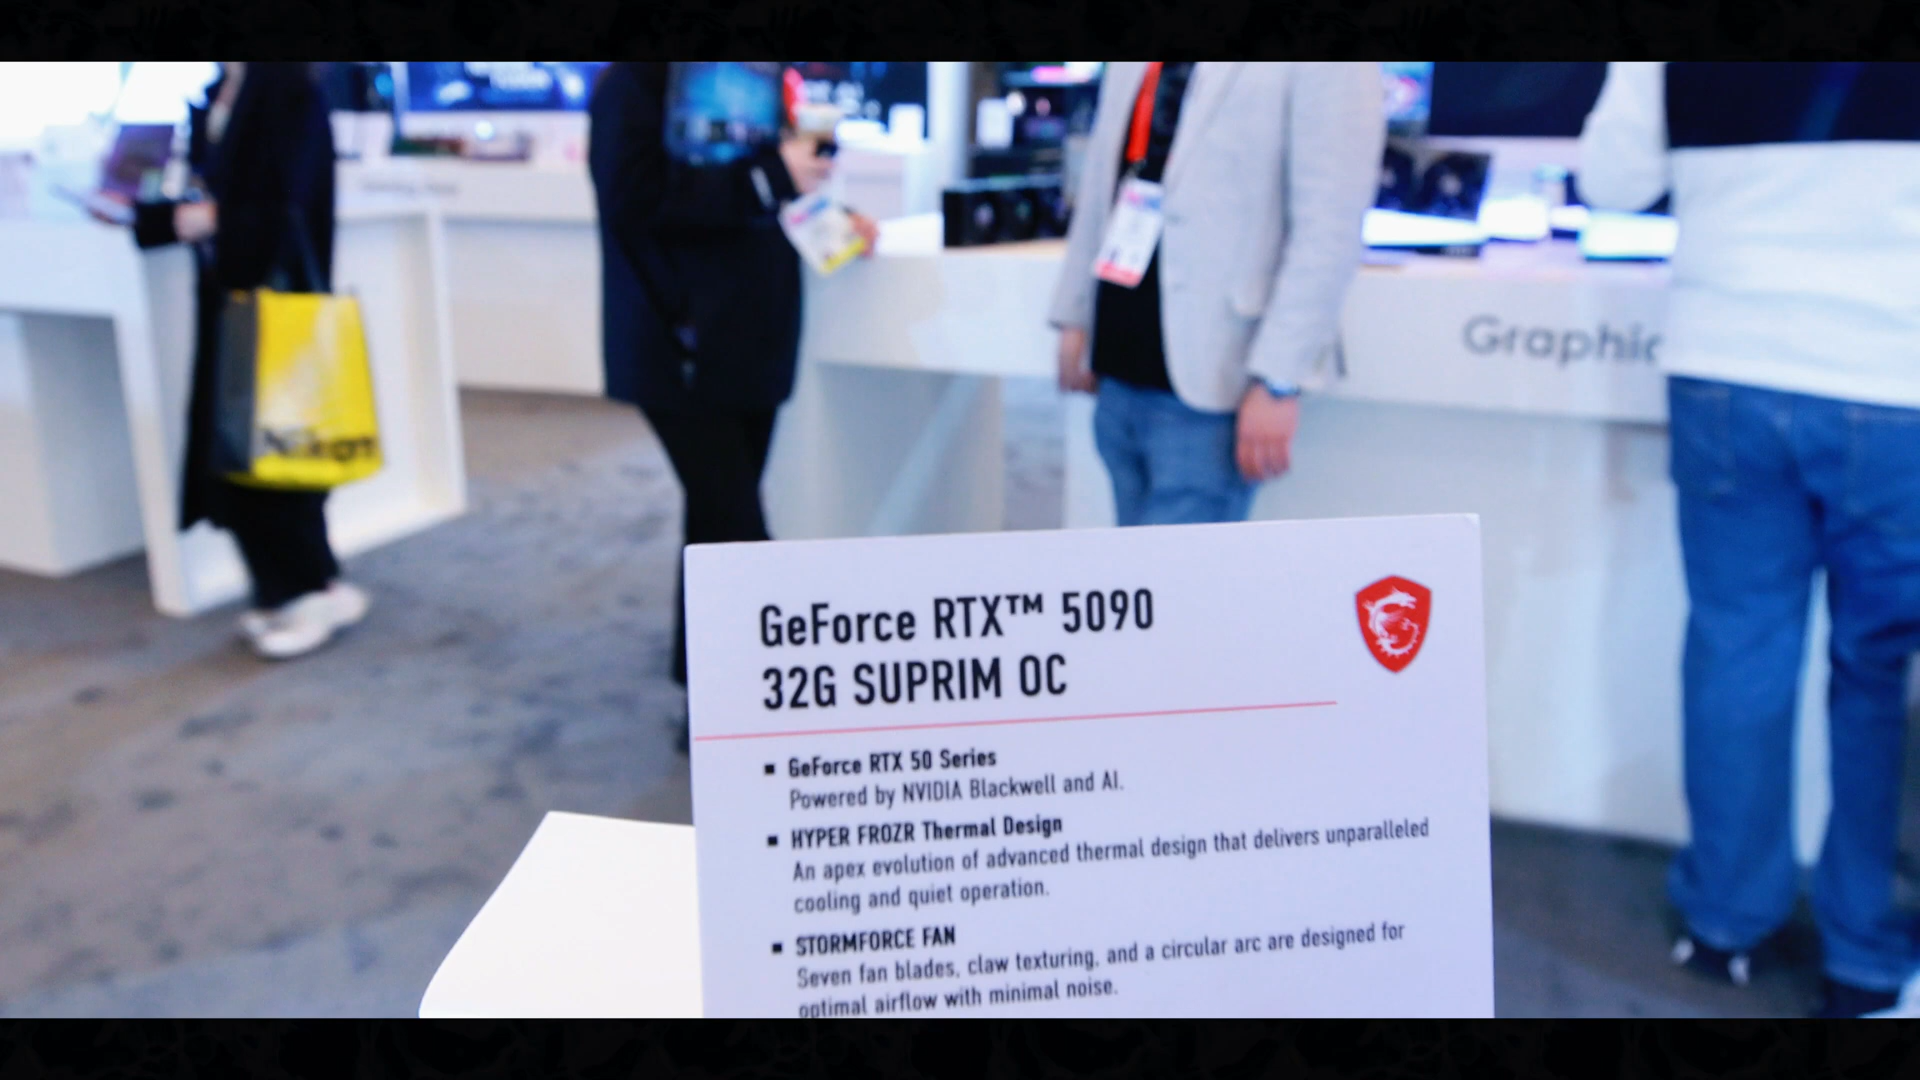 Nikon
Graphic
GeForce RTX™ 5090
32G SUPRIM OC
▪ GeForce RTX 50 Series
Powered by NVIDIA Blackwell and AI.
▪ HYPER FROZR Thermal Design
An apex evolution of advanced thermal design that delivers unparalleled
cooling and quiet operation.
▪ STORMFORCE FAN
Seven fan blades, claw texturing, and a circular arc are designed for
optimal airflow with minimal noise.